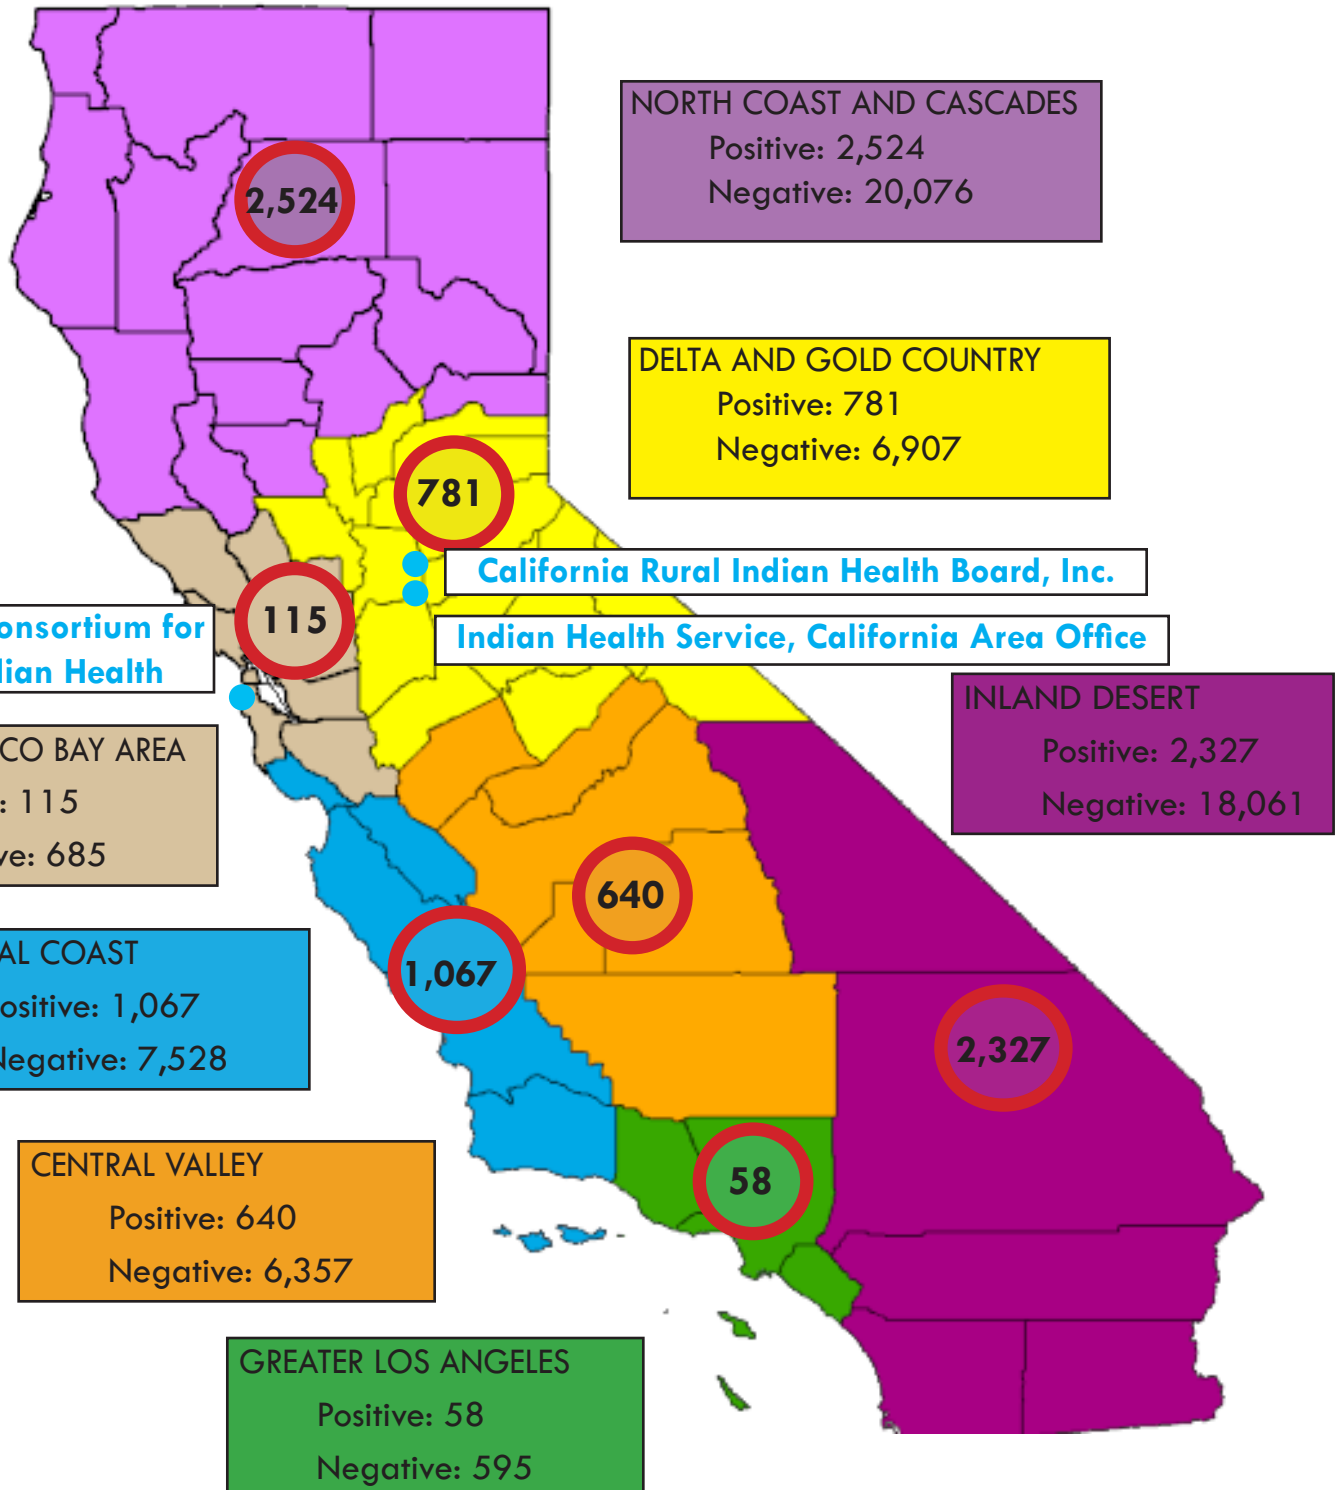 NORTH COAST AND CASCADES
Positive: 2,524
Negative: 20,076
2,524
DELTA AND GOLD COUNTRY
Positive: 781
Negative: 6,907
781
California Rural Indian Health Board, Inc.
115
onsortium for
dian Health
Indian Health Service, California Area Office
INLAND DESERT
Positive: 2,327
Negative: 18,061
CO BAY AREA
: 115
ve: 685
640
AL COAST
ositive: 1,067
Negative: 7,528
1,067
2,327
CENTRAL VALLEY
Positive: 640
Negative: 6,357
58
GREATER LOS ANGELES
Positive: 58
Negative: 595